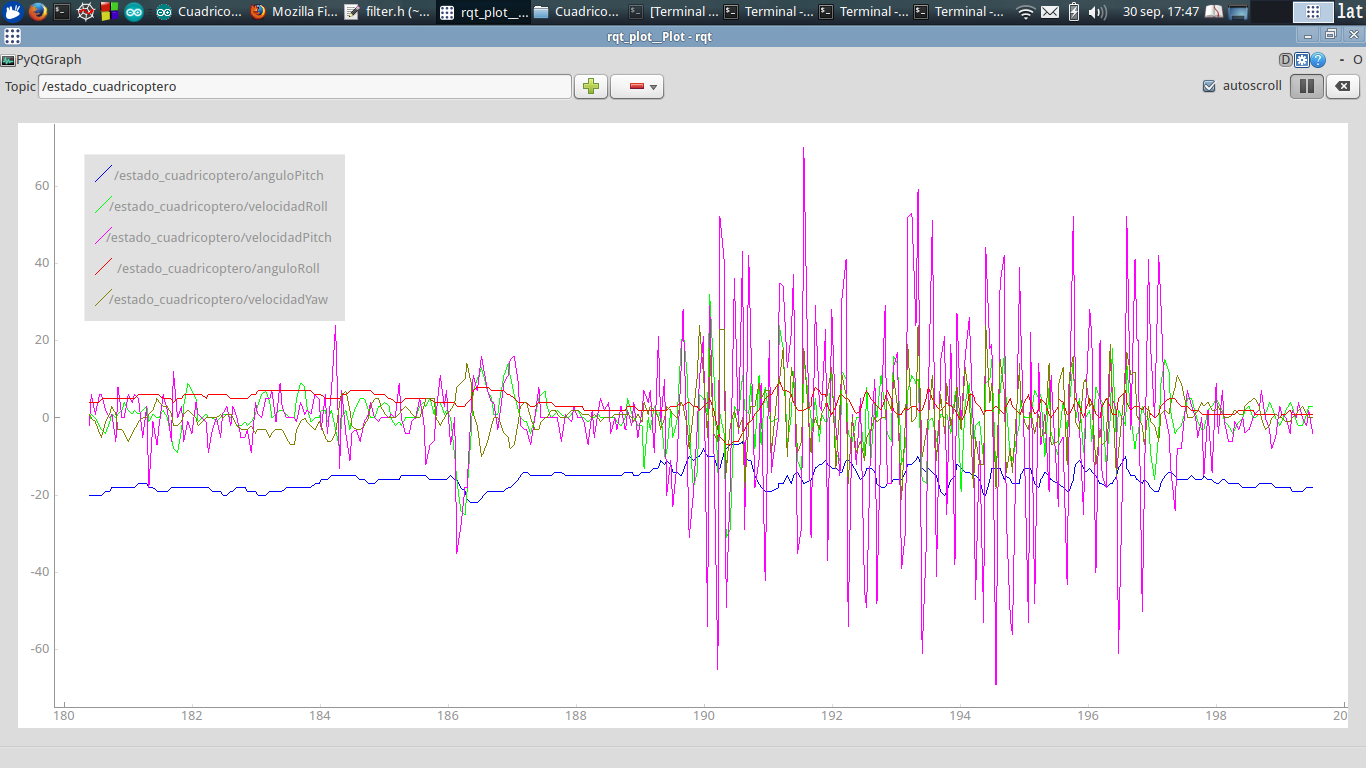 Cuadrico... Mozilla Fi... filter.h (~... rqt_plot__... Cuadrico... [Terminal ... Terminal -... Terminal -... Terminal -... 30 sep, 17:47 lat
rqt_plot__Plot - rqt
PyQtGraph D ? - O
Topic /estado_cuadricoptero autoscroll
/estado_cuadricoptero/anguloPitch
/estado_cuadricoptero/velocidadRoll
/estado_cuadricoptero/velocidadPitch
/estado_cuadricoptero/anguloRoll
/estado_cuadricoptero/velocidadYaw
60
40
20
0
-20
-40
-60
180 182 184 186 188 190 192 194 196 198 20